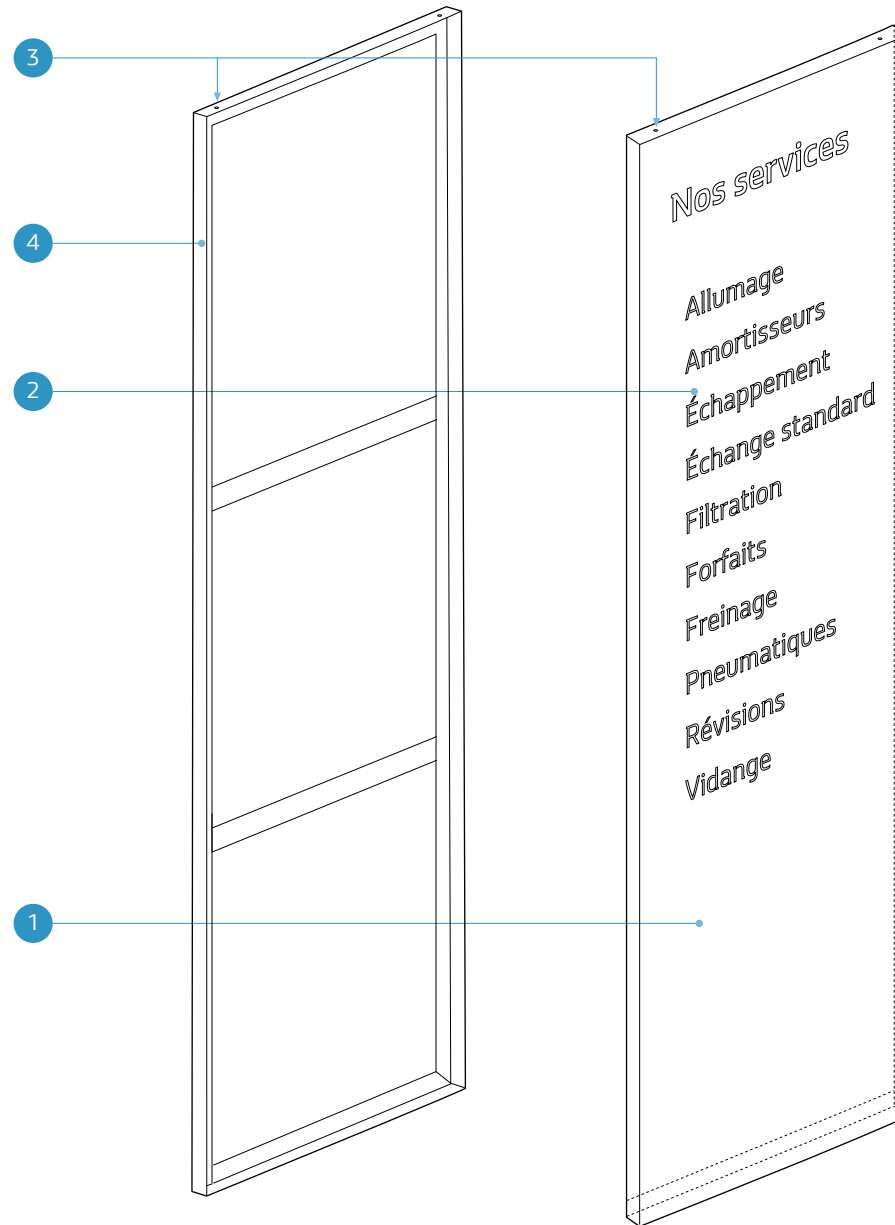 3
4
2
1
Nos services
Allumage
Amortisseurs
Échappement
Échange standard
Filtration
Forfaits
Freinage
Pneumatiques
Révisions
Vidange